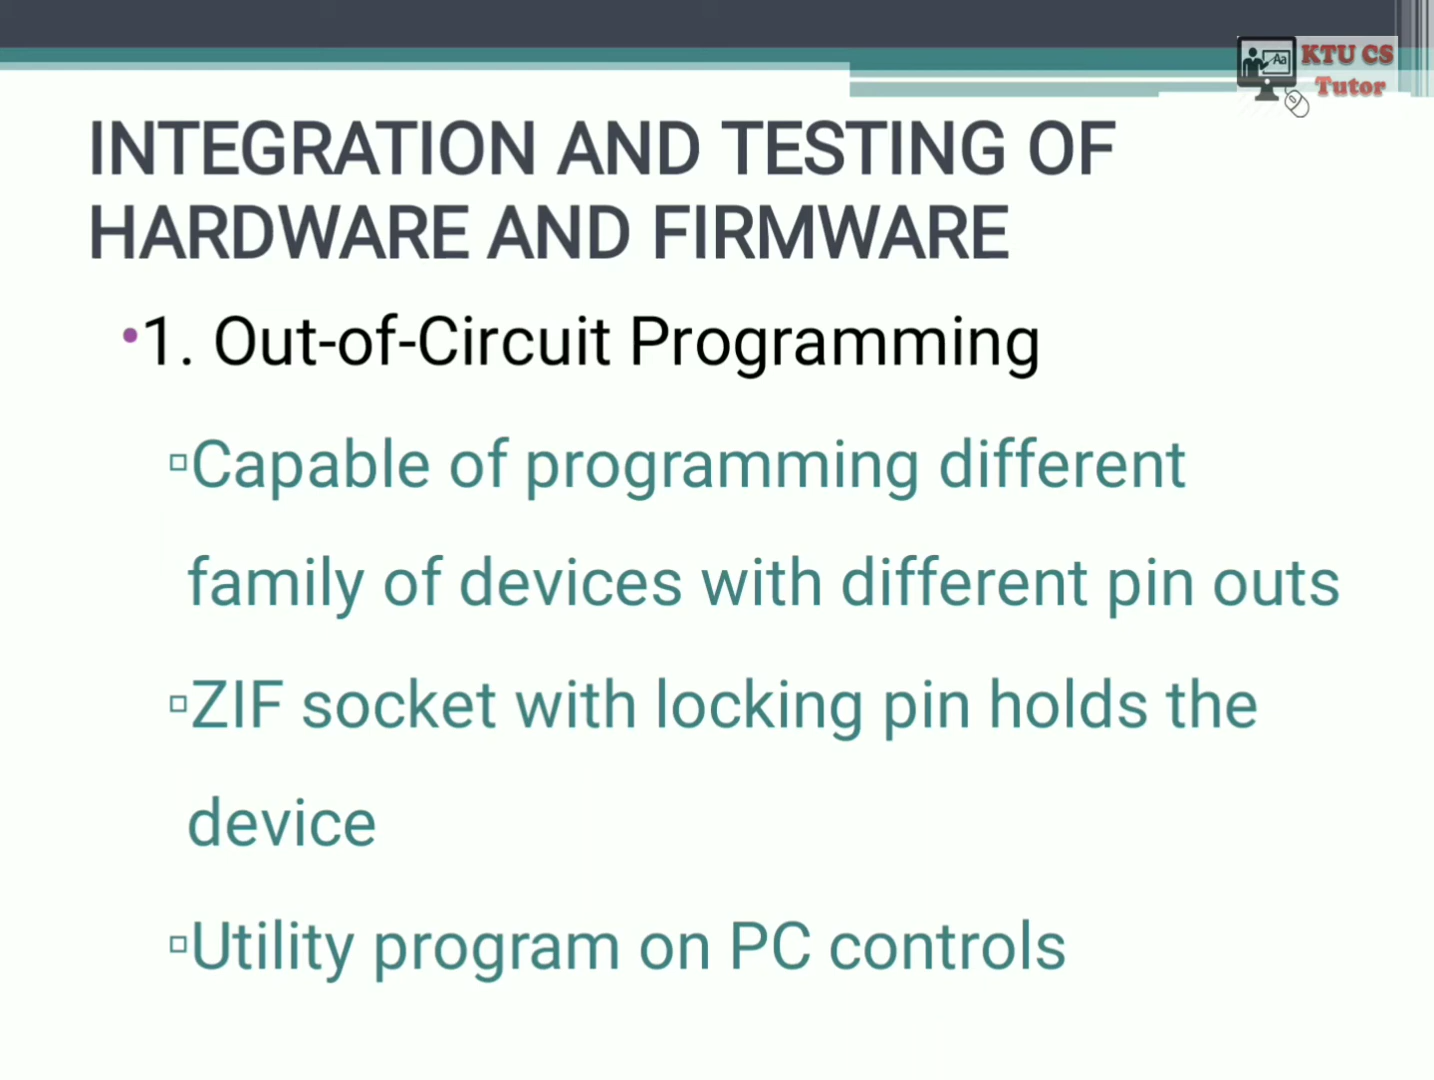 KTU CS
Tutor
Aa
INTEGRATION AND TESTING OF
HARDWARE AND FIRMWARE
•1. Out-of-Circuit Programming
▫Capable of programming different
family of devices with different pin outs
▫ZIF socket with locking pin holds the
device
▫Utility program on PC controls